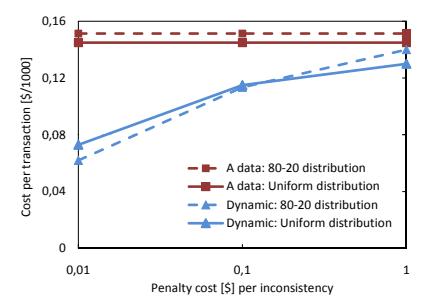 Cost per transaction [$/1000]
0,16
0,12
0,08
0,04
0
A data: 80-20 distribution
A data: Uniform distribution
Dynamic: 80-20 distribution
Dynamic: Uniform distribution
0,01 0,1 1
Penalty cost [$] per inconsistency